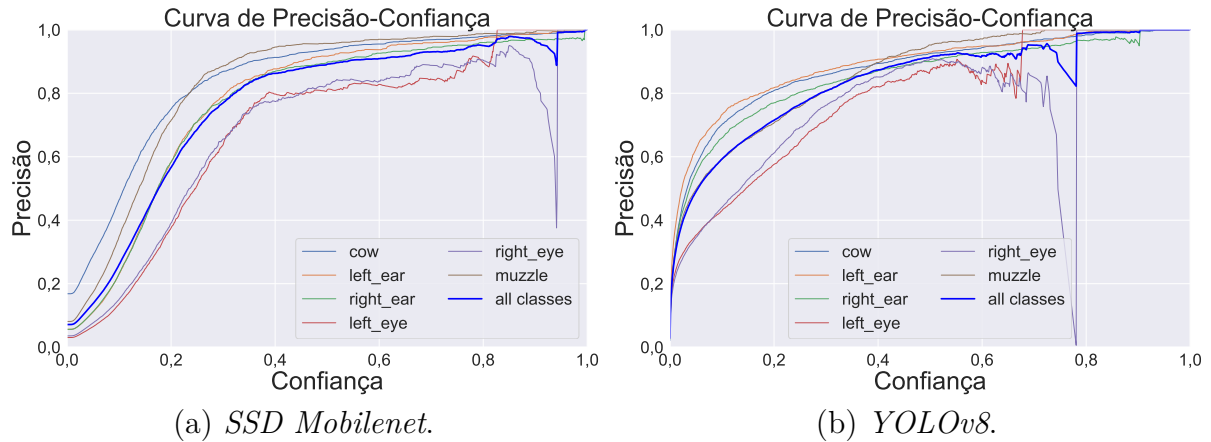 Curva de Precisão-Confiança
1,0
0,8
0,6
0,4
0,2
0,0
Precisão
cow
left_ear
right_ear
left_eye
right_eye
muzzle
all classes
0,0 0,2 0,4 0,6 0,8 1,0
Confiança
(a) SSD Mobilenet.
Curva de Precisão-Confiança
1,0
0,8
0,6
0,4
0,2
0,0
Precisão
cow
left_ear
right_ear
left_eye
right_eye
muzzle
all classes
0,0 0,2 0,4 0,6 0,8 1,0
Confiança
(b) YOLOv8.